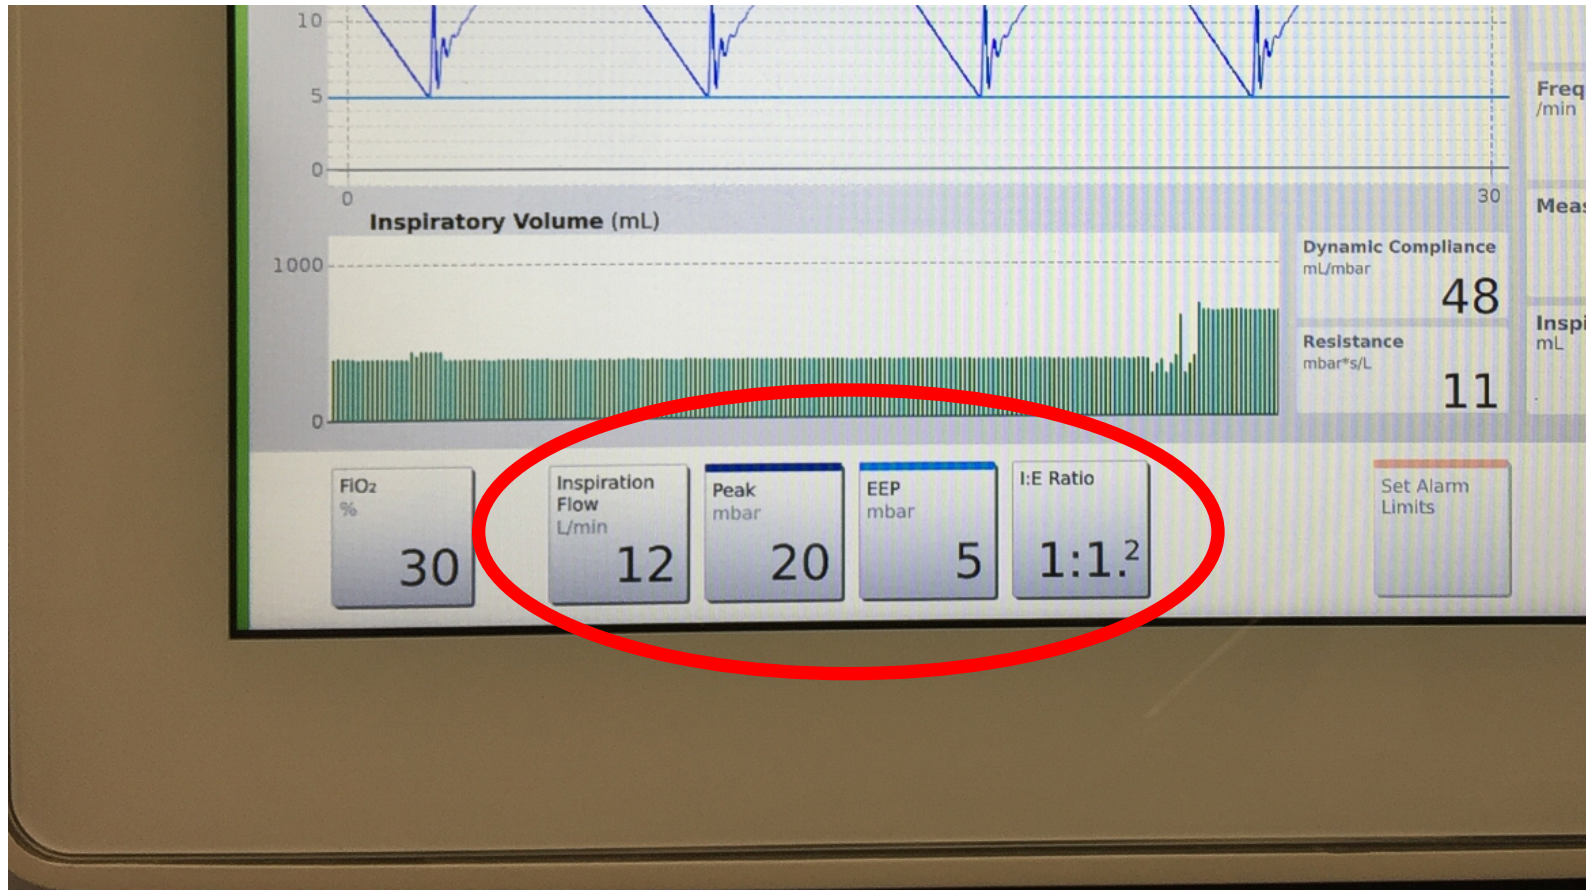 10
5
0
0
30
Freq
/min
Inspiratory Volume (mL)
Meas
1000
0
Dynamic Compliance
mL/mbar
48
Resistance
mbar*s/L
11
Inspi
mL
FiO₂
%
30
Inspiration
Flow
L/min
12
Peak
mbar
20
EEP
mbar
5
I:E Ratio
1:1.²
Set Alarm
Limits